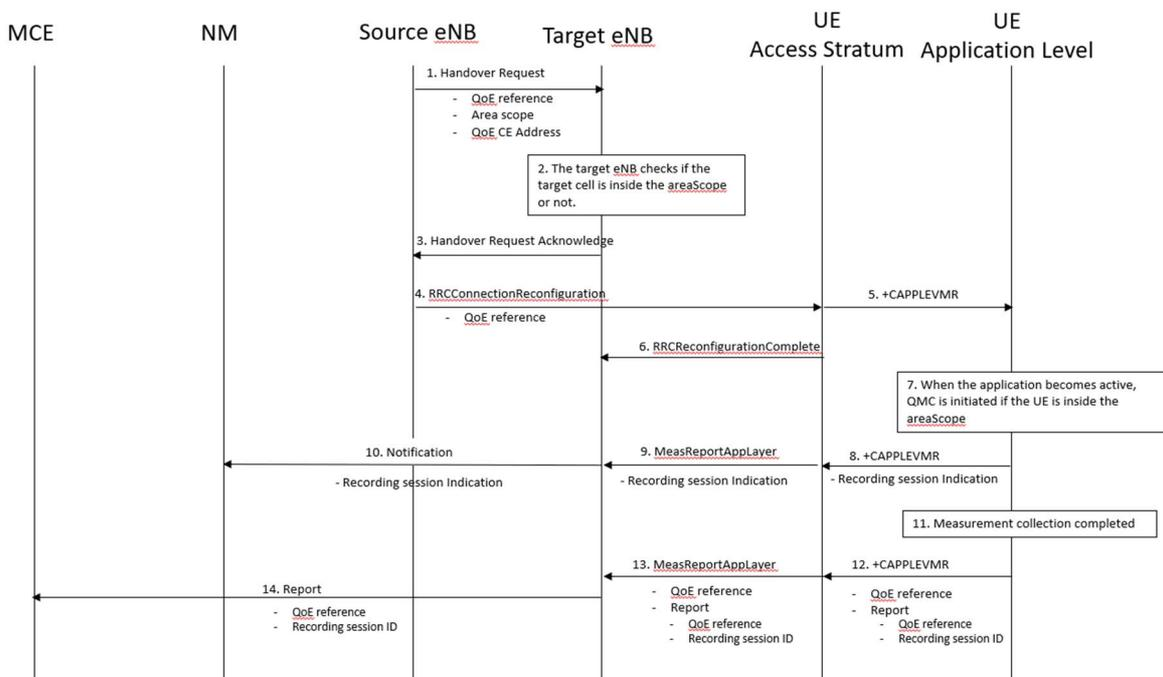 MCE
NM
Source eNB
Target eNB
UE
Access Stratum
UE
Application Level
1. Handover Request
- QoE reference
- Area scope
- QoE CE Address
2. The target eNB checks if the
target cell is inside the areaScope
or not.
3. Handover Request Acknowledge
4. RRCConnectionReconfiguration
- QoE reference
5. +CAPPLEVMR
6. RRCReconfigurationComplete
7. When the application becomes active,
QMC is initiated if the UE is inside the
areaScope
8. +CAPPLEVMR
- Recording session Indication
9. MeasReportAppLayer
- Recording session Indication
10. Notification
- Recording session Indication
11. Measurement collection completed
12. +CAPPLEVMR
- QoE reference
- Report
- QoE reference
- Recording session ID
13. MeasReportAppLayer
- QoE reference
- Report
- QoE reference
- Recording session ID
14. Report
- QoE reference
- Recording session ID